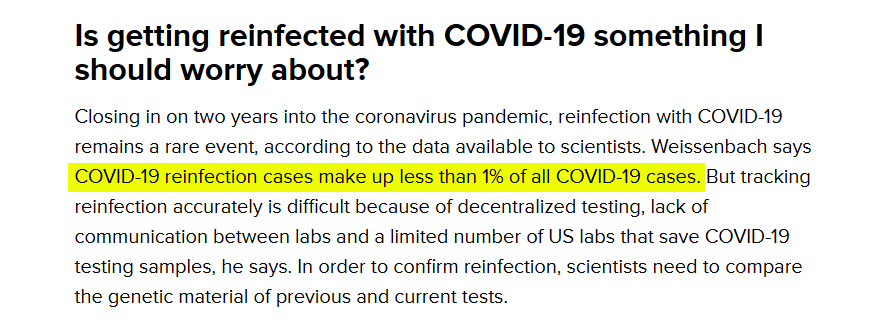 Is getting reinfected with COVID-19 something I
should worry about?
Closing in on two years into the coronavirus pandemic, reinfection with COVID-19
remains a rare event, according to the data available to scientists. Weissenbach says
COVID-19 reinfection cases make up less than 1% of all COVID-19 cases. But tracking
reinfection accurately is difficult because of decentralized testing, lack of
communication between labs and a limited number of US labs that save COVID-19
testing samples, he says. In order to confirm reinfection, scientists need to compare
the genetic material of previous and current tests.